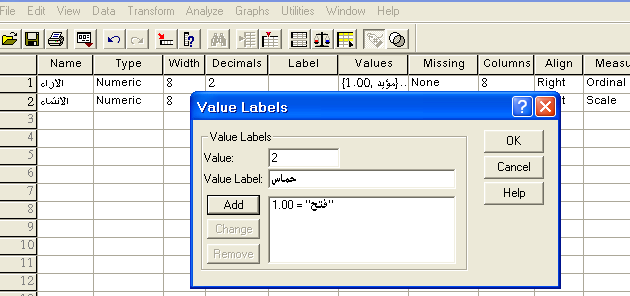 File Edit View Data Transform Analyze Graphs Utilities Window Help
Name Type Width Decimals Label Values Missing Columns Align Measu
1 الاراء Numeric 8 2 {1.00, مؤيد}... None 8 Right Ordinal
2 الانشاء Numeric 8 Scale
3
4
5
6
7
8
9
10
11
12
Value Labels
Value Labels
Value: 2
Value Label: حماس
Add
1.00 = "فتح"
Change
Remove
OK
Cancel
Help